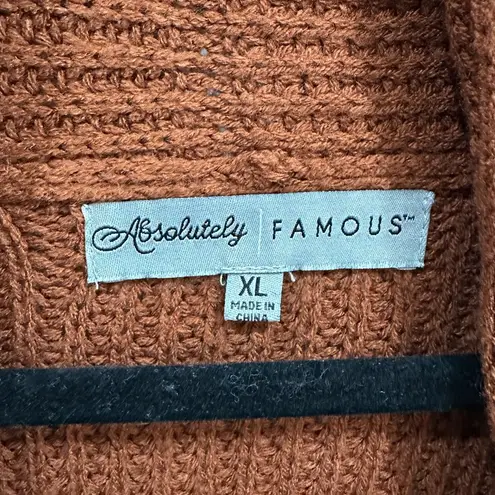 Absolutely | FAMOUS™
XL
MADE IN
CHINA